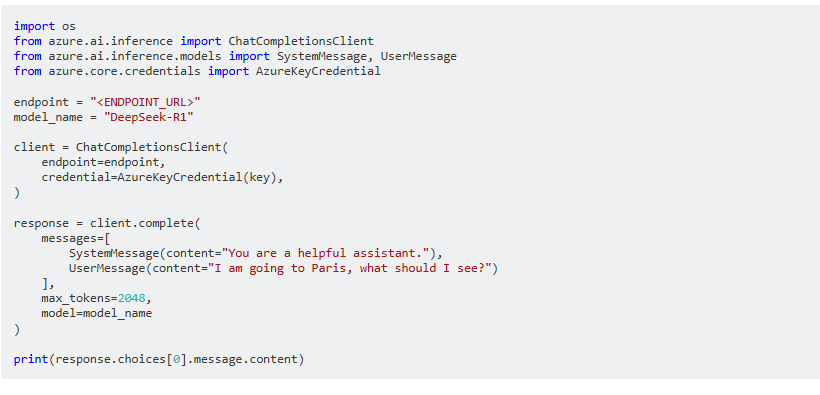 import os
from azure.ai.inference import ChatCompletionsClient
from azure.ai.inference.models import SystemMessage, UserMessage
from azure.core.credentials import AzureKeyCredential

endpoint = "<ENDPOINT_URL>"
model_name = "DeepSeek-R1"

client = ChatCompletionsClient(
    endpoint=endpoint,
    credential=AzureKeyCredential(key),
)

response = client.complete(
    messages=[
        SystemMessage(content="You are a helpful assistant."),
        UserMessage(content="I am going to Paris, what should I see?")
    ],
    max_tokens=2048,
    model=model_name
)

print(response.choices[0].message.content)